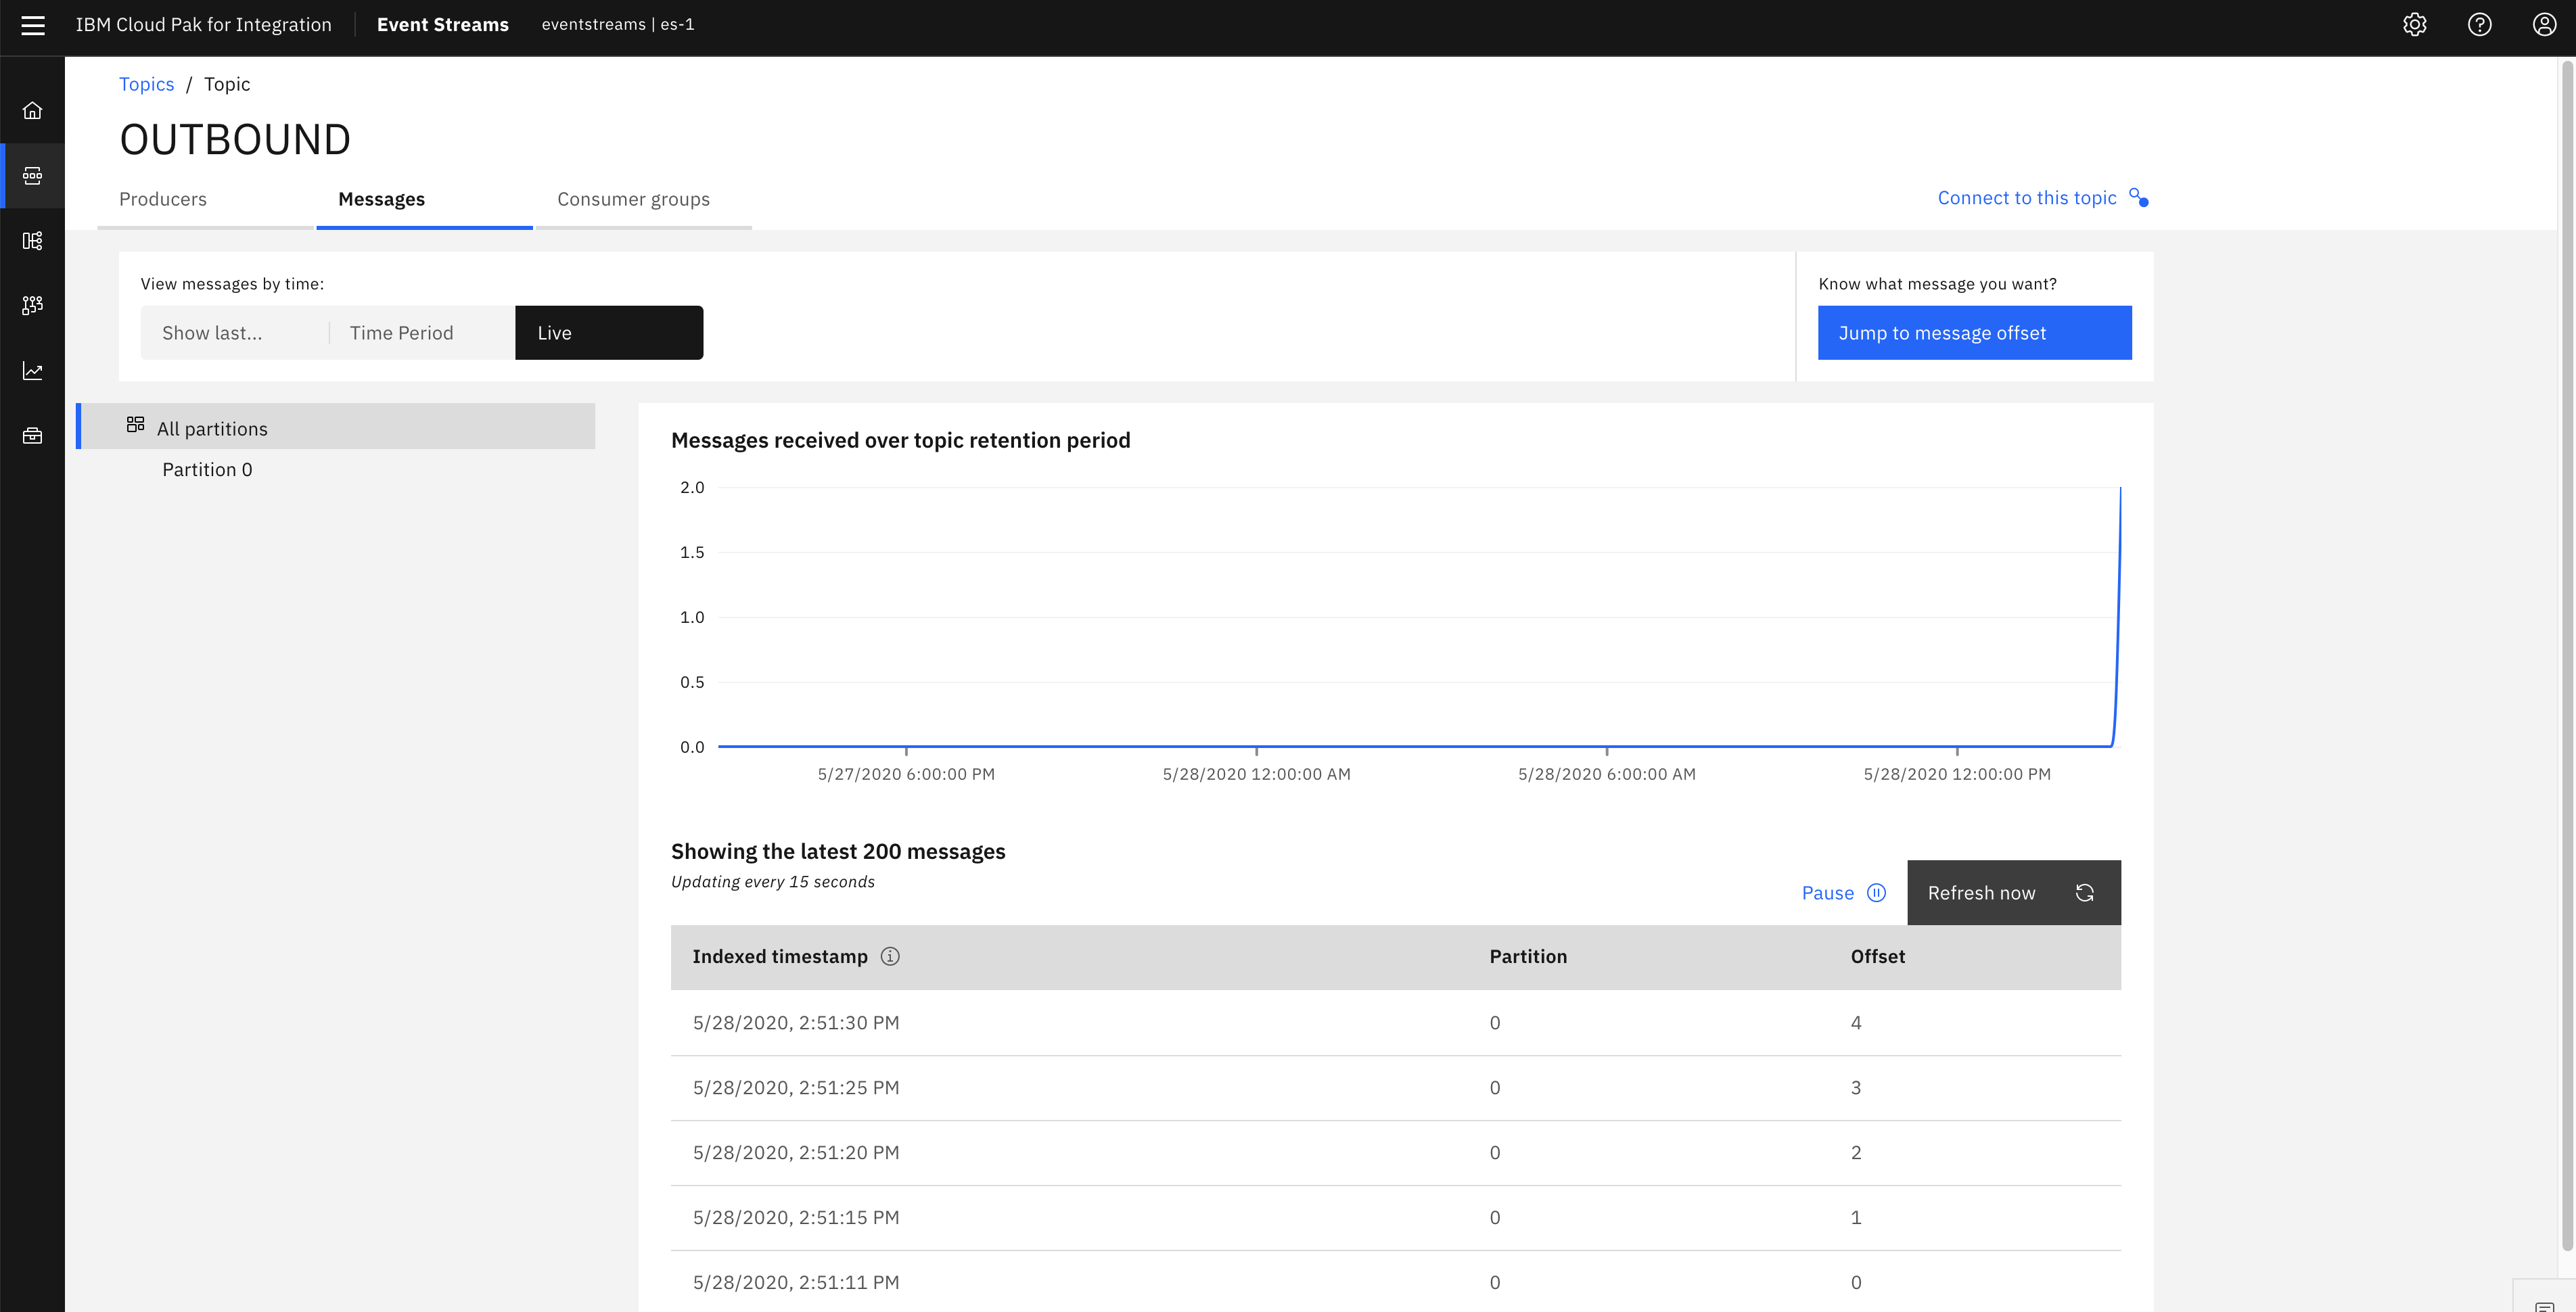 IBM Cloud Pak for Integration Event Streams eventstreams | es-1
Topics / Topic
OUTBOUND
Producers Messages Consumer groups Connect to this topic
View messages by time: Know what message you want?
Show last... Time Period Live Jump to message offset
All partitions
Partition 0
Messages received over topic retention period
2.0
1.5
1.0
0.5
0.0
5/27/2020 6:00:00 PM 5/28/2020 12:00:00 AM 5/28/2020 6:00:00 AM 5/28/2020 12:00:00 PM
Showing the latest 200 messages
Updating every 15 seconds
Pause Refresh now
Indexed timestamp Partition Offset
5/28/2020, 2:51:30 PM 0 4
5/28/2020, 2:51:25 PM 0 3
5/28/2020, 2:51:20 PM 0 2
5/28/2020, 2:51:15 PM 0 1
5/28/2020, 2:51:11 PM 0 0